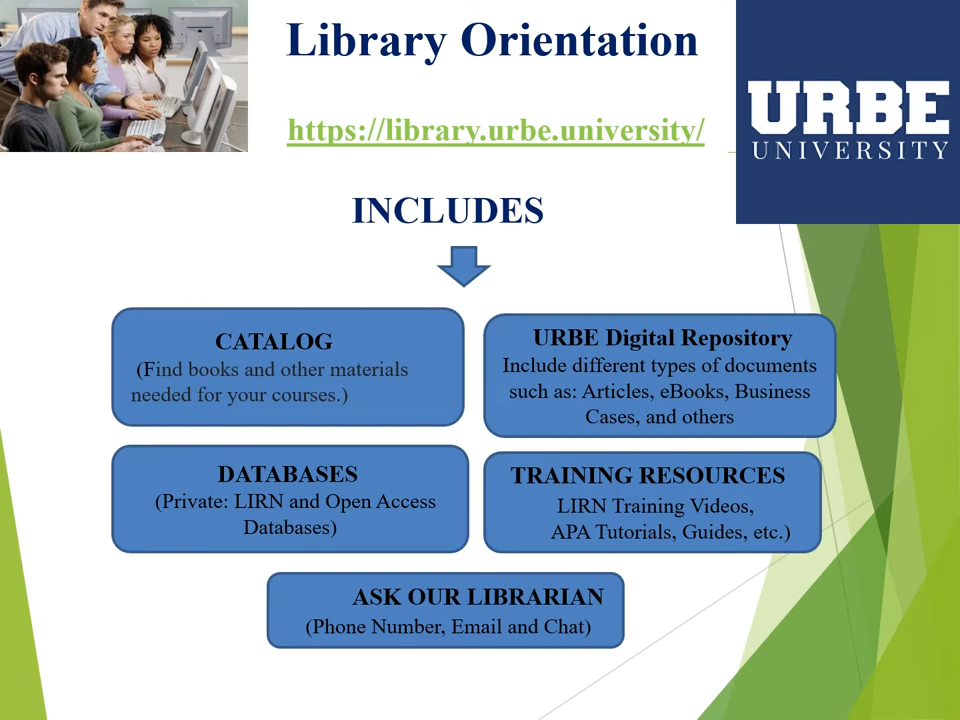 Library Orientation
https://library.urbe.university/
URBE
UNIVERSITY
INCLUDES
CATALOG
(Find books and other materials
needed for your courses.)
URBE Digital Repository
Include different types of documents
such as: Articles, eBooks, Business
Cases, and others
DATABASES
(Private: LIRN and Open Access
Databases)
TRAINING RESOURCES
LIRN Training Videos,
APA Tutorials, Guides, etc.)
ASK OUR LIBRARIAN
(Phone Number, Email and Chat)